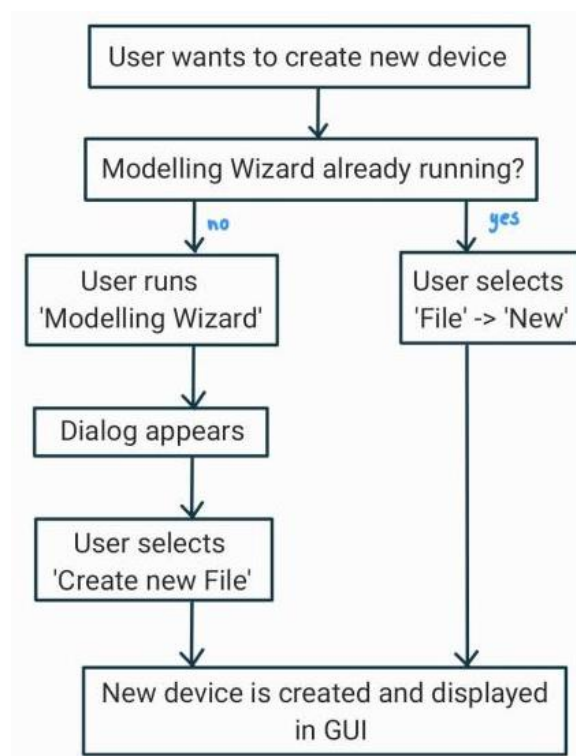 User wants to create new device
Modelling Wizard already running?
no
yes
User runs
'Modelling Wizard'
User selects
'File' -> 'New'
Dialog appears
User selects
'Create new File'
New device is created and displayed
in GUI